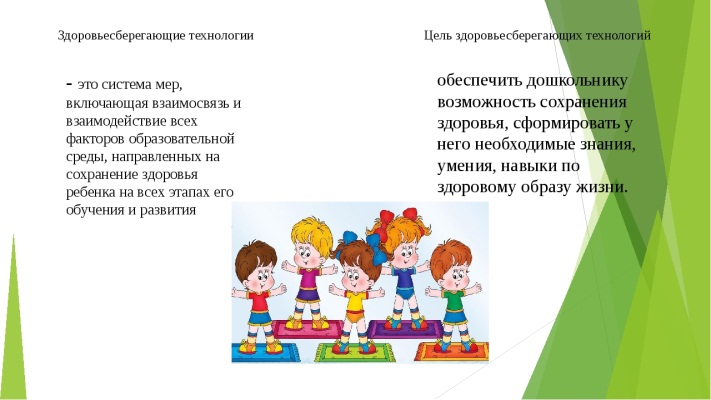 Здоровьесберегающие технологии
- это система мер,
включающая взаимосвязь и
взаимодействие всех
факторов образовательной
среды, направленных на
сохранение здоровья
ребенка на всех этапах его
обучения и развития
Цель здоровьесберегающих технологий
обеспечить дошкольнику
возможность сохранения
здоровья, сформировать у
него необходимые знания,
умения, навыки по
здоровому образу жизни.